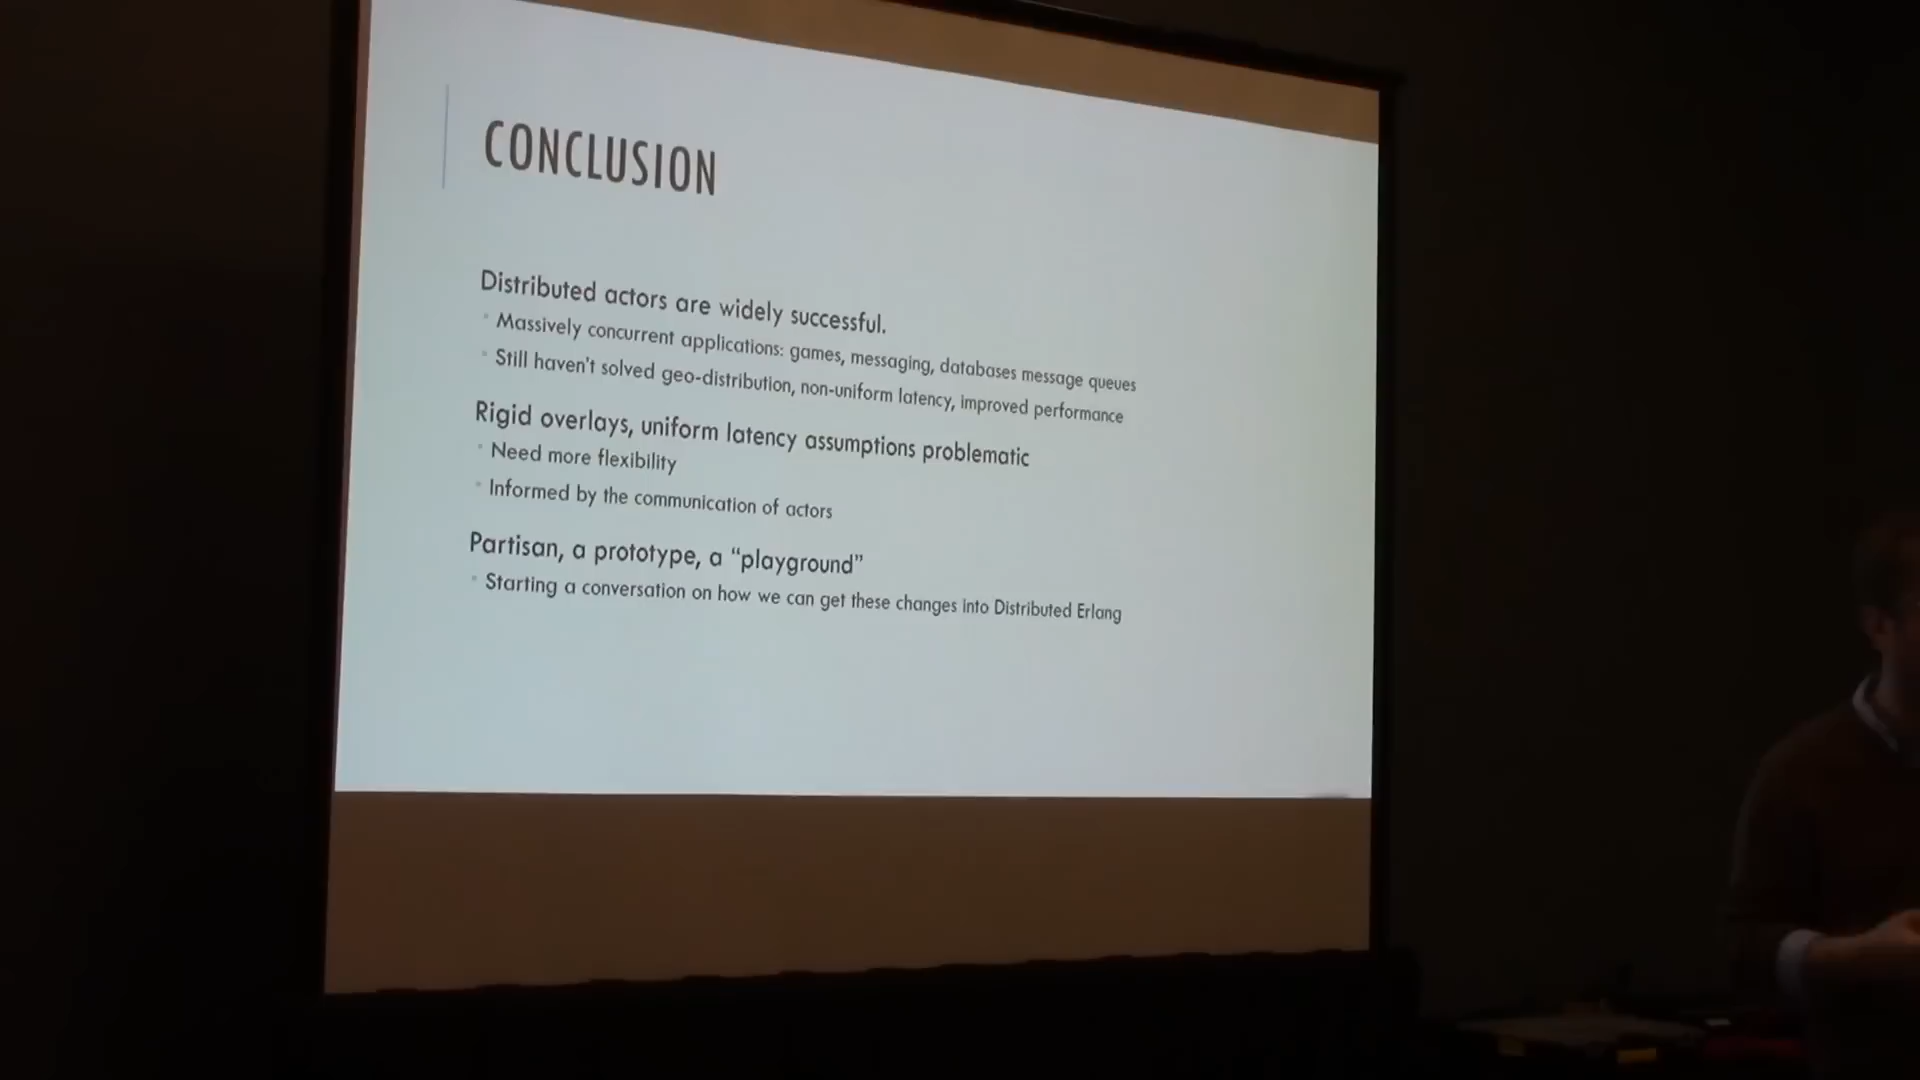 CONCLUSION
Distributed actors are widely successful.
Massively concurrent applications: games, messaging, databases message queues
Still haven't solved geo-distribution, non-uniform latency, improved performance
Rigid overlays, uniform latency assumptions problematic
Need more flexibility
Informed by the communication of actors
Partisan, a prototype, a “playground”
Starting a conversation on how we can get these changes into Distributed Erlang